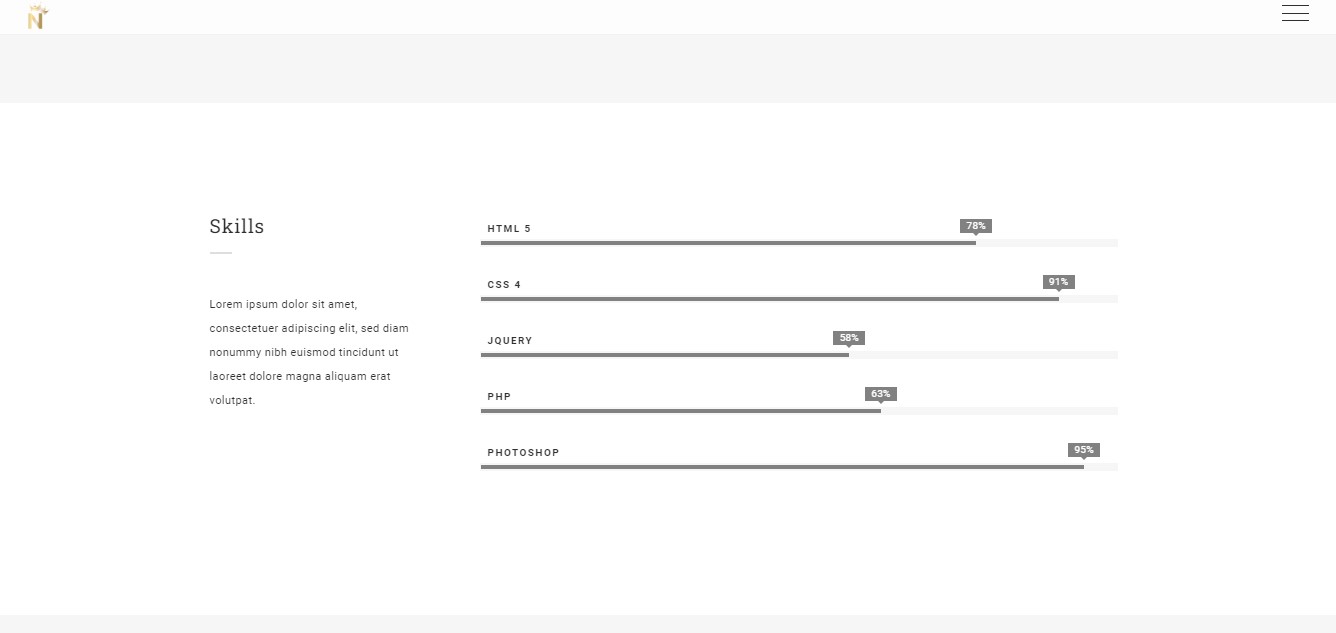 N
Skills
Lorem ipsum dolor sit amet,
consectetuer adipiscing elit, sed diam
nonummy nibh euismod tincidunt ut
laoreet dolore magna aliquam erat
volutpat.
HTML 5
78%
CSS 4
91%
JQUERY
58%
PHP
63%
PHOTOSHOP
95%